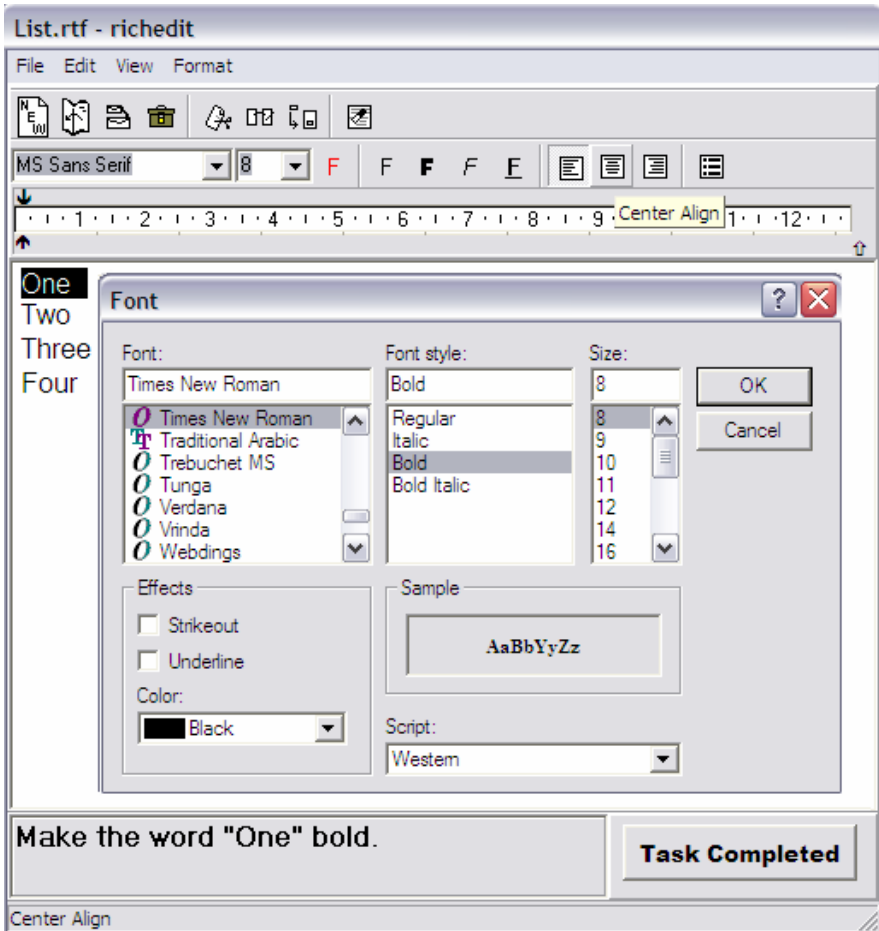 List.rtf - richedit
File Edit View Format
NEW
MS Sans Serif 8 F F F F F
1 2 3 4 5 6 7 8 9 Center Align 1 12
One
Two
Three
Four
Font
?
Font: Font style: Size:
Times New Roman Bold 8 OK
Times New Roman Regular 8 Cancel
Traditional Arabic Italic 9
Trebuchet MS Bold 10
Tunga Bold Italic 11
Verdana 12
Vrinda 14
Webdings 16
Effects Sample
Strikeout
Underline AaBbYyZz
Color:
Black Script:
Western
Make the word "One" bold.
Task Completed
Center Align